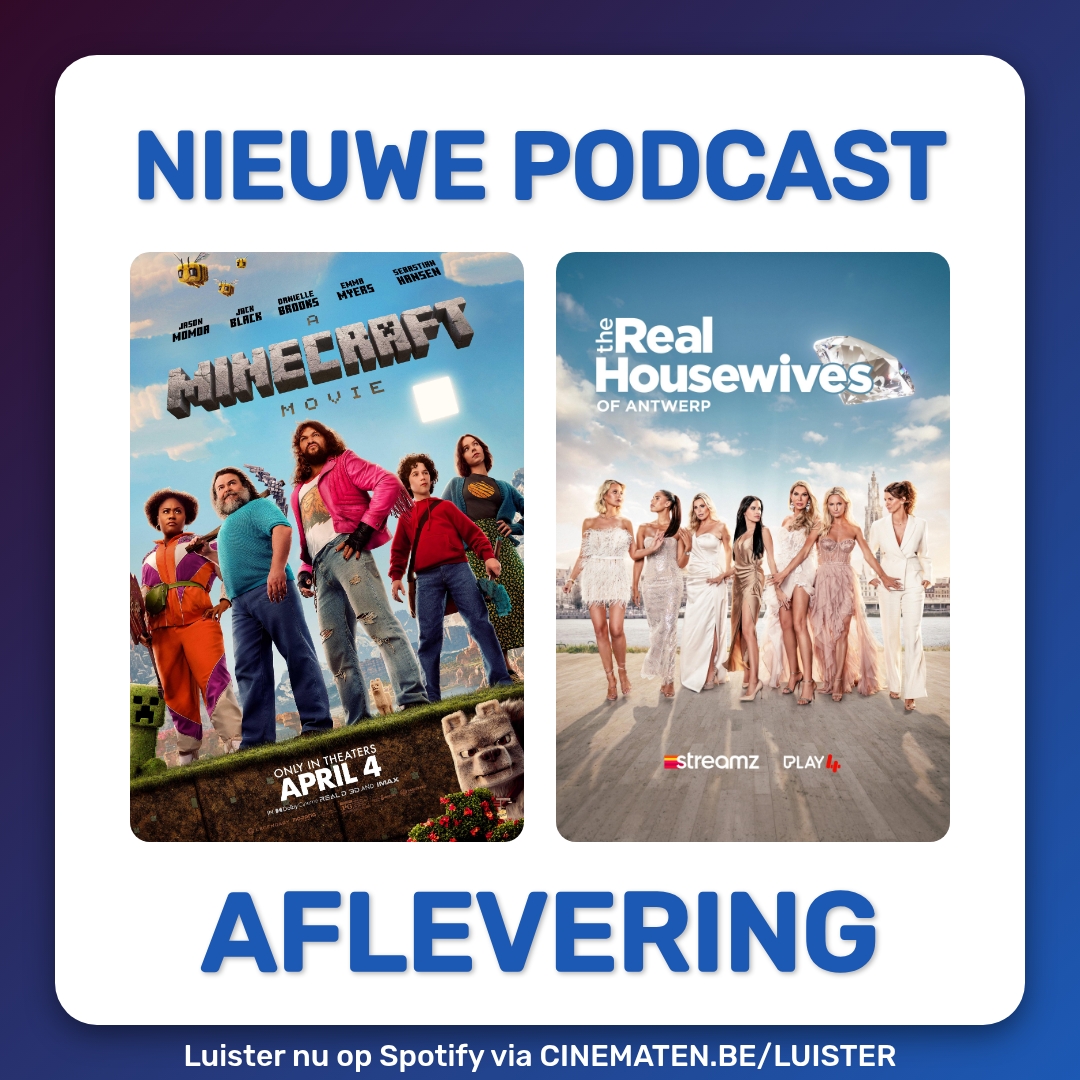 NIEUWE PODCAST
JASON MOMOA
JACK BLACK
DANIELLE BROOKS
EMMA MYERS
SEBASTIAN HANSEN
A
MINECRAFT
MOVIE
ONLY IN THEATERS
APRIL 4
the Real
Housewives
OF ANTWERP
streamz PLAY4
AFLEVERING
Luister nu op Spotify via CINEMATEN.BE/LUISTER